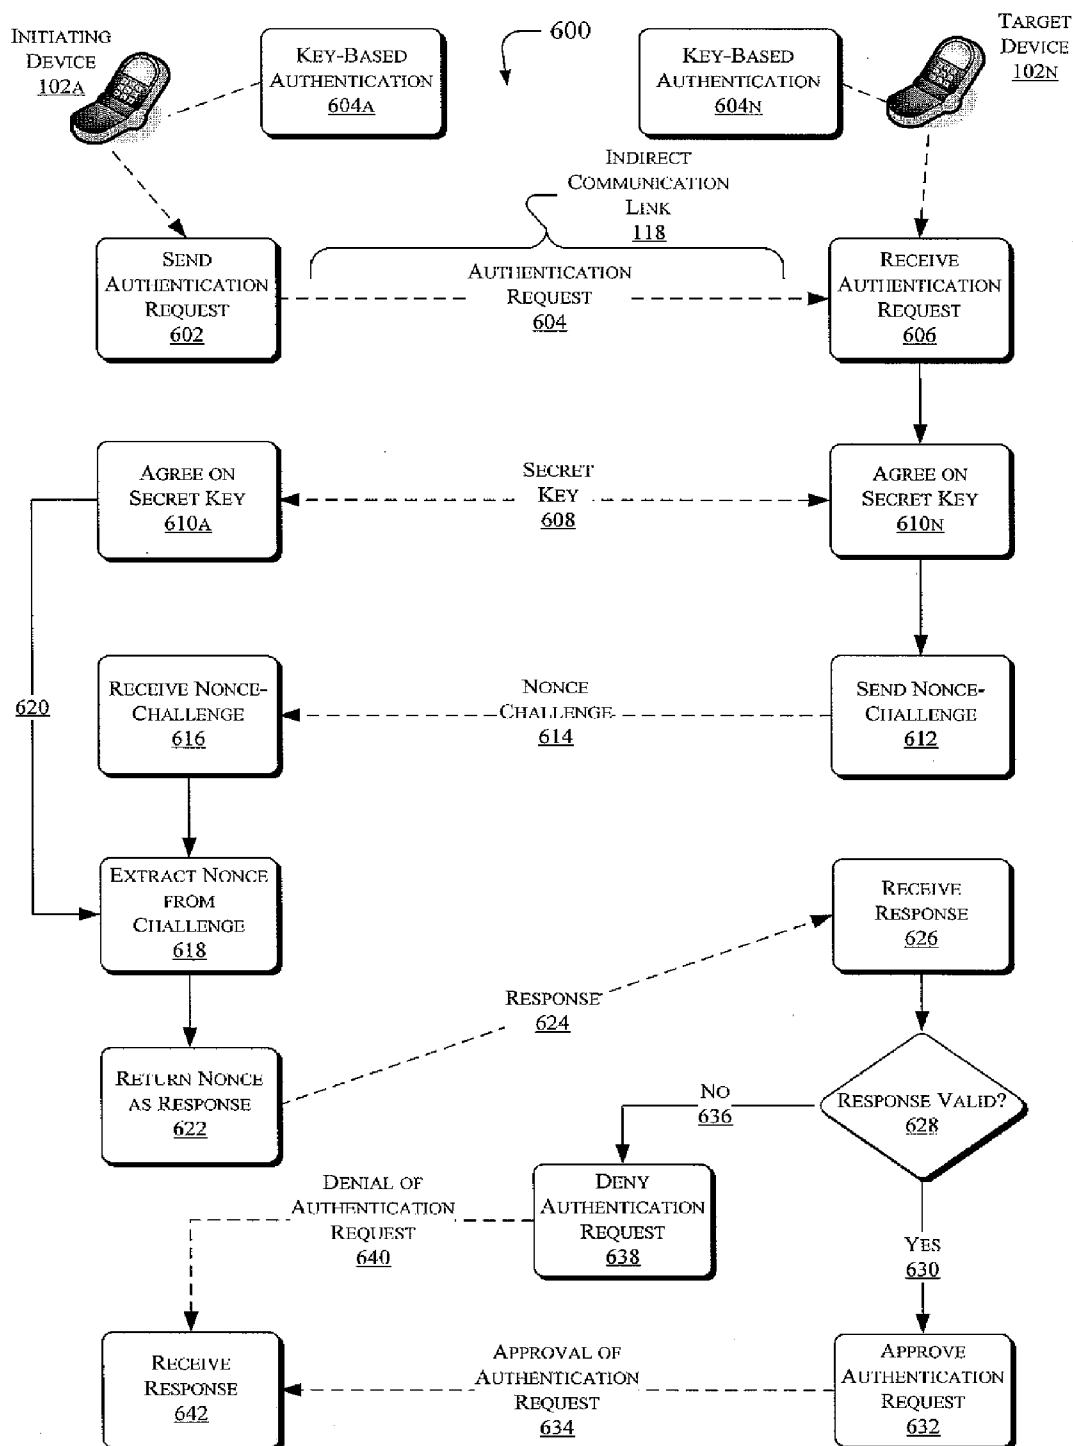 INITIATING
DEVICE
102A
KEY-BASED
AUTHENTICATION
604A
600
KEY-BASED
AUTHENTICATION
604N
TARGET
DEVICE
102N
INDIRECT
COMMUNICATION
LINK
118
SEND
AUTHENTICATION
REQUEST
602
AUTHENTICATION
REQUEST
604
RECEIVE
AUTHENTICATION
REQUEST
606
AGREE ON
SECRET KEY
610A
SECRET
KEY
608
AGREE ON
SECRET KEY
610N
620
RECEIVE NONCE-
CHALLENGE
616
NONCE
CHALLENGE
614
SEND NONCE-
CHALLENGE
612
EXTRACT NONCE
FROM
CHALLENGE
618
RECEIVE
RESPONSE
626
RESPONSE
624
RETURN NONCE
AS RESPONSE
622
NO
636
RESPONSE VALID?
628
DENIAL OF
AUTHENTICATION
REQUEST
640
DENY
AUTHENTICATION
REQUEST
638
YES
630
RECEIVE
RESPONSE
642
APPROVAL OF
AUTHENTICATION
REQUEST
634
APPROVE
AUTHENTICATION
REQUEST
632